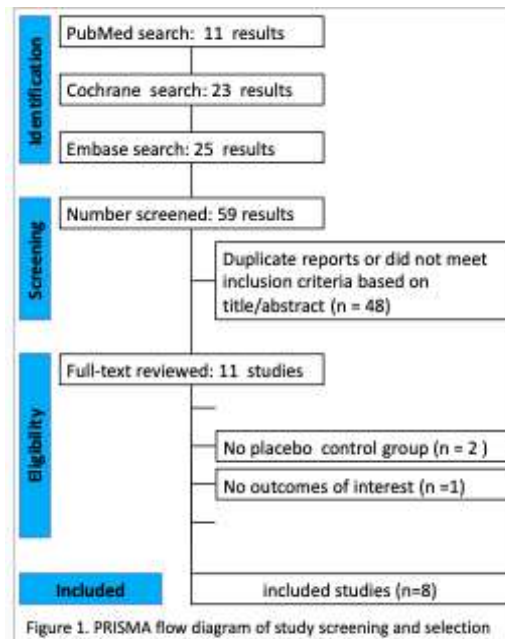 Identification
PubMed search: 11 results
Cochrane search: 23 results
Embase search: 25 results
Screening
Number screened: 59 results
Duplicate reports or did not meet
inclusion criteria based on
title/abstract (n = 48)
Eligibility
Full-text reviewed: 11 studies
No placebo control group (n = 2 )
No outcomes of interest (n =1)
Included
included studies (n=8)
Figure 1. PRISMA flow diagram of study screening and selection